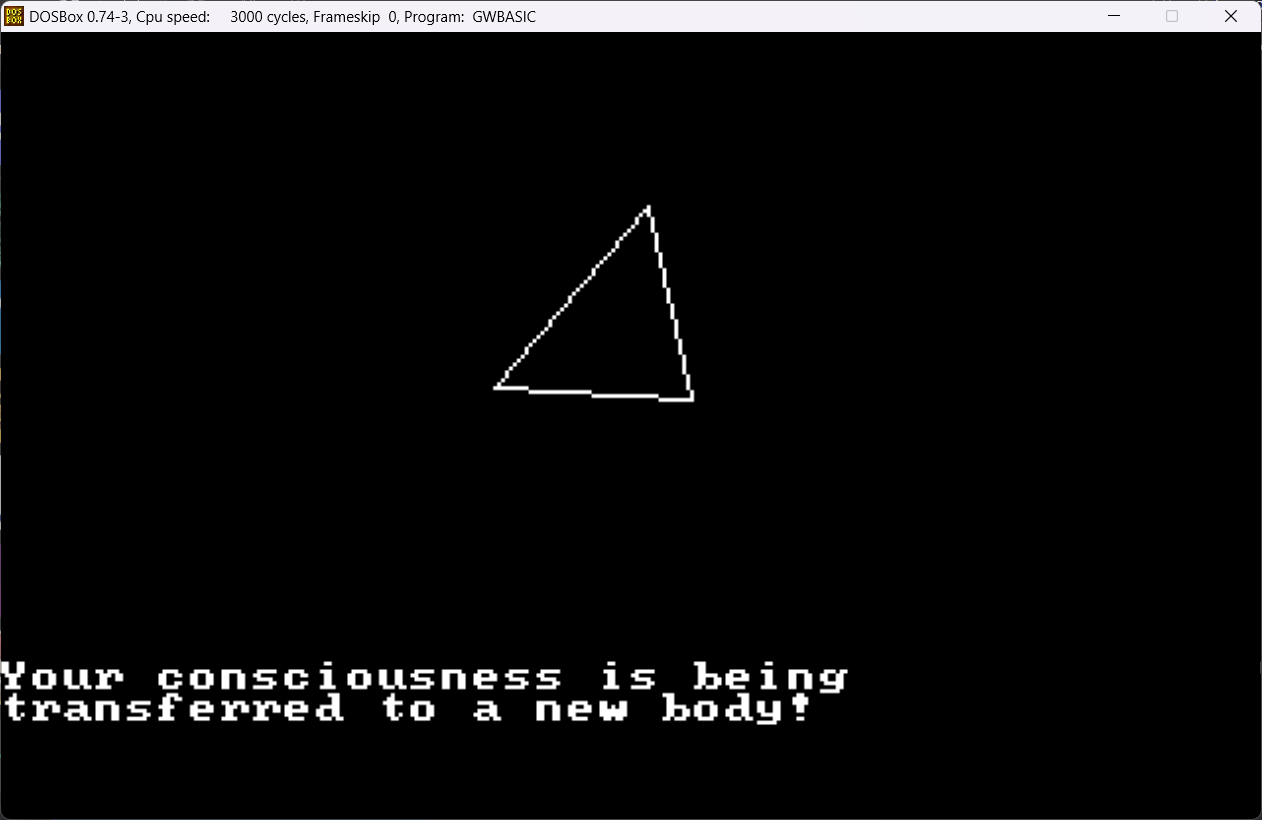 DOSBox 0.74-3, Cpu speed: 3000 cycles, Frameskip 0, Program: GWBASIC
Your consciousness is being
transferred to a new body!